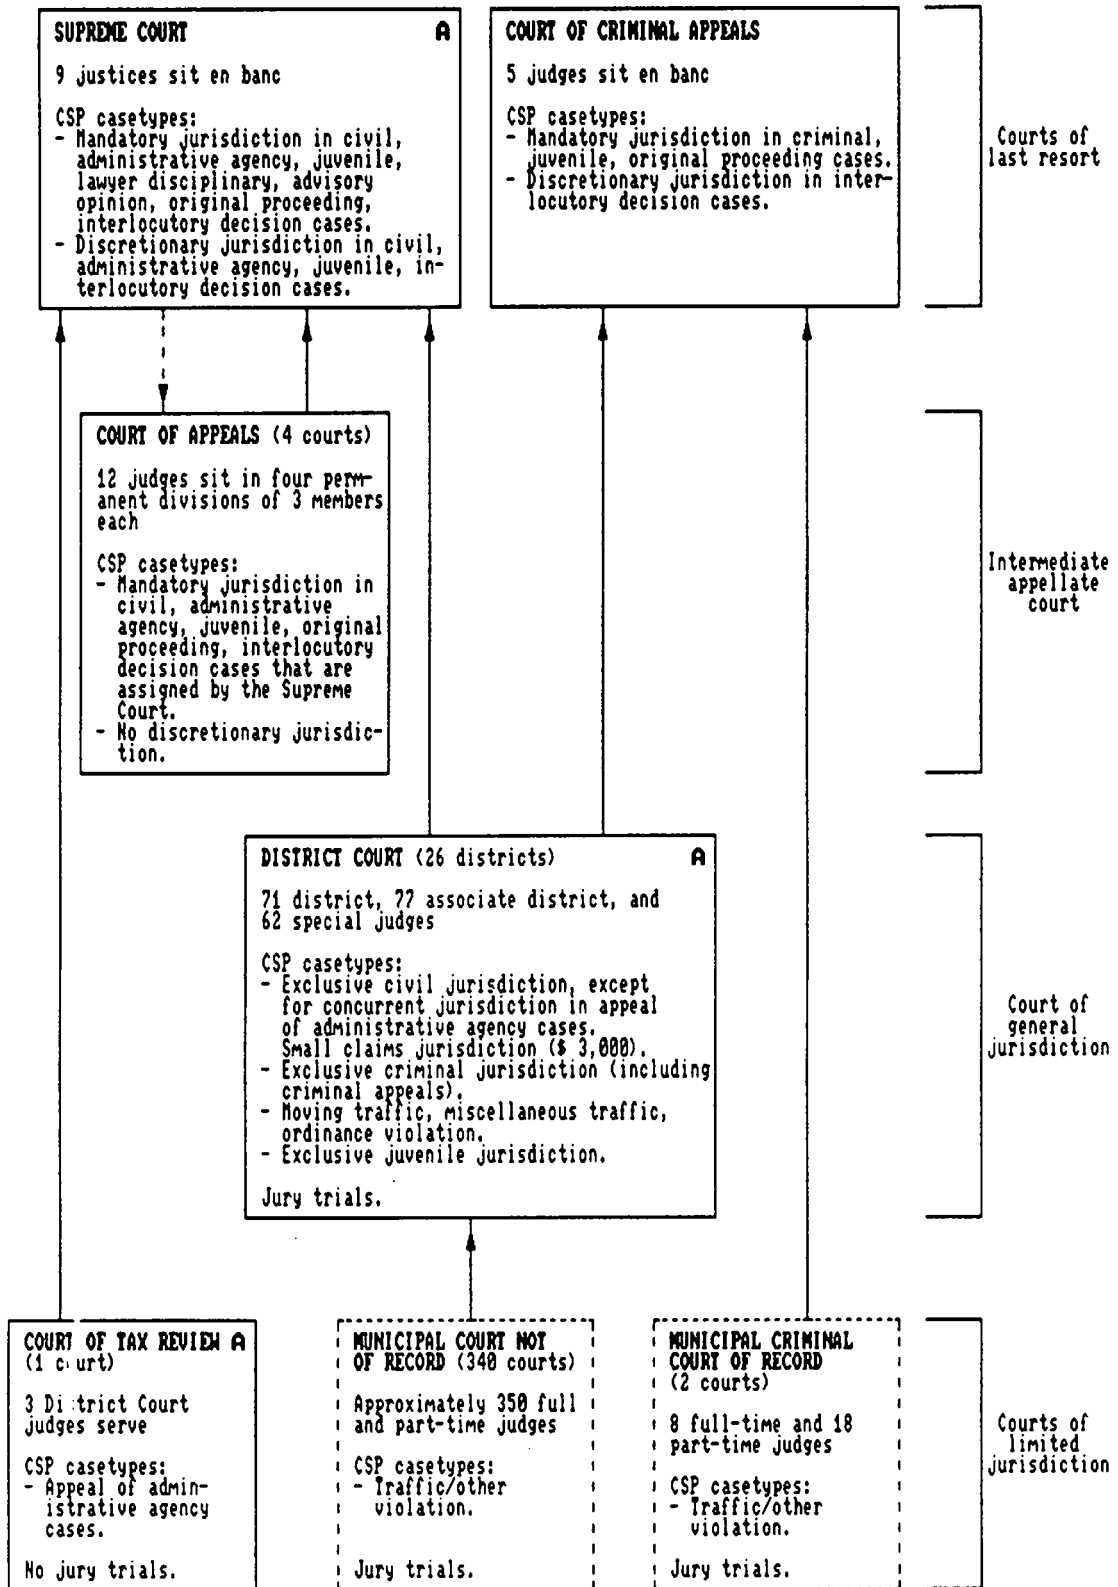 SUPREME COURT A
9 justices sit en banc
CSP casetypes:
- Mandatory jurisdiction in civil,
administrative agency, juvenile,
lawyer disciplinary, advisory
opinion, original proceeding,
interlocutory decision cases.
- Discretionary jurisdiction in civil,
administrative agency, juvenile, in-
terlocutory decision cases.
COURT OF CRIMINAL APPEALS
5 judges sit en banc
CSP casetypes:
- Mandatory jurisdiction in criminal,
juvenile, original proceeding cases.
- Discretionary jurisdiction in inter-
locutory decision cases.
Courts of
last resort
COURT OF APPEALS (4 courts)
12 judges sit in four perm-
anent divisions of 3 members
each
CSP casetypes:
- Mandatory jurisdiction in
civil, administrative
agency, juvenile, original
proceeding, interlocutory
decision cases that are
assigned by the Supreme
Court.
- No discretionary jurisdic-
tion.
Intermediate
appellate
court
DISTRICT COURT (26 districts) A
71 district, 77 associate district, and
62 special judges
CSP casetypes:
- Exclusive civil jurisdiction, except
for concurrent jurisdiction in appeal
of administrative agency cases.
Small claims jurisdiction ($ 3,000).
- Exclusive criminal jurisdiction (including
criminal appeals).
- Moving traffic, miscellaneous traffic,
ordinance violation.
- Exclusive juvenile jurisdiction.
Jury trials.
Court of
general
jurisdiction
COURT OF TAX REVIEW A
(1 court)
3 District Court
judges serve
CSP casetypes:
- Appeal of admin-
istrative agency
cases.
No jury trials.
MUNICIPAL COURT NOT
OF RECORD (340 courts)
Approximately 350 full
and part-time judges
CSP casetypes:
- Traffic/other
violation.
Jury trials.
MUNICIPAL CRIMINAL
COURT OF RECORD
(2 courts)
8 full-time and 18
part-time judges
CSP casetypes:
- Traffic/other
violation.
Jury trials.
Courts of
limited
jurisdiction